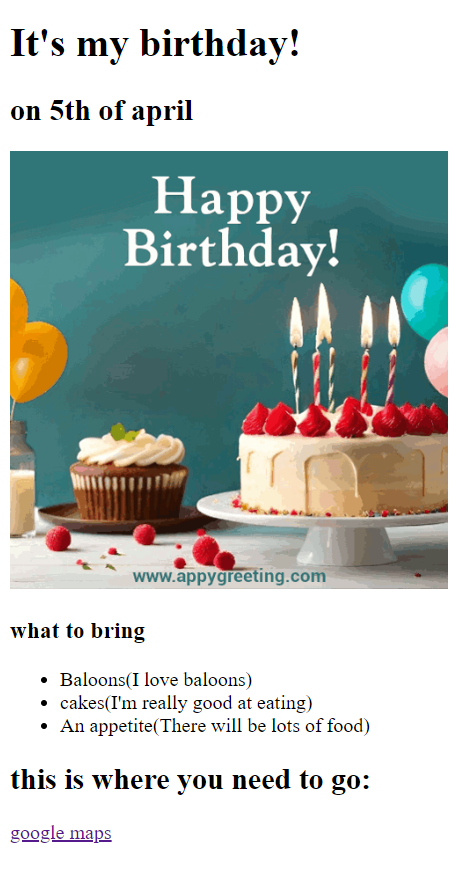 It's my birthday!
on 5th of april
Happy
Birthday!
www.appygreeting.com
what to bring
Baloons(I love baloons)
cakes(I'm really good at eating)
An appetite(There will be lots of food)
this is where you need to go:
google maps